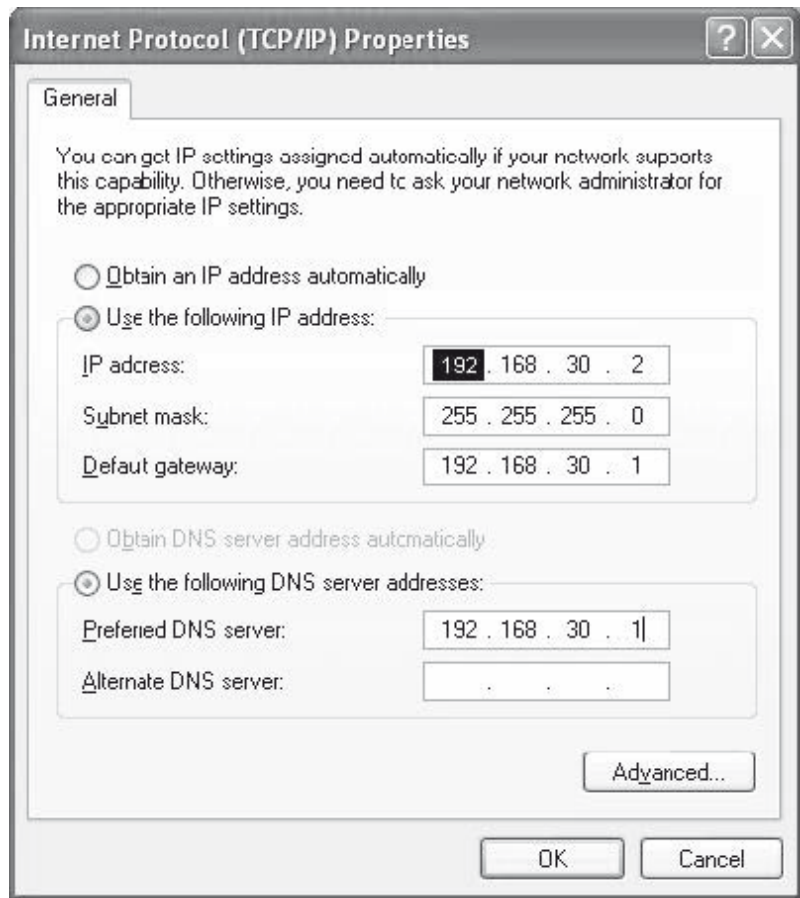 Internet Protocol (TCP/IP) Properties
General
You can get IP settings assigned automatically if your network supports
this capability. Otherwise, you need to ask your network administrator for
the appropriate IP settings.
Obtain an IP address automatically
Use the following IP address:
IP address: 192 . 168 . 30 . 2
Subnet mask: 255 . 255 . 255 . 0
Default gateway: 192 . 168 . 30 . 1
Obtain DNS server address automatically
Use the following DNS server addresses:
Preferred DNS server: 192 . 168 . 30 . 1
Alternate DNS server: . . .
Advanced...
OK Cancel